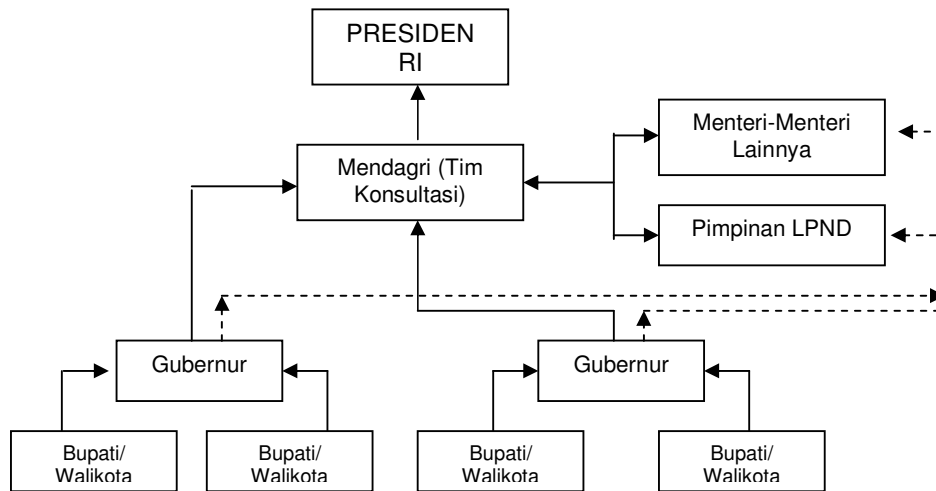 PRESIDEN
RI
Menteri-Menteri
Lainnya
Mendagri (Tim
Konsultasi)
Pimpinan LPND
Gubernur
Gubernur
Bupati/
Walikota
Bupati/
Walikota
Bupati/
Walikota
Bupati/
Walikota